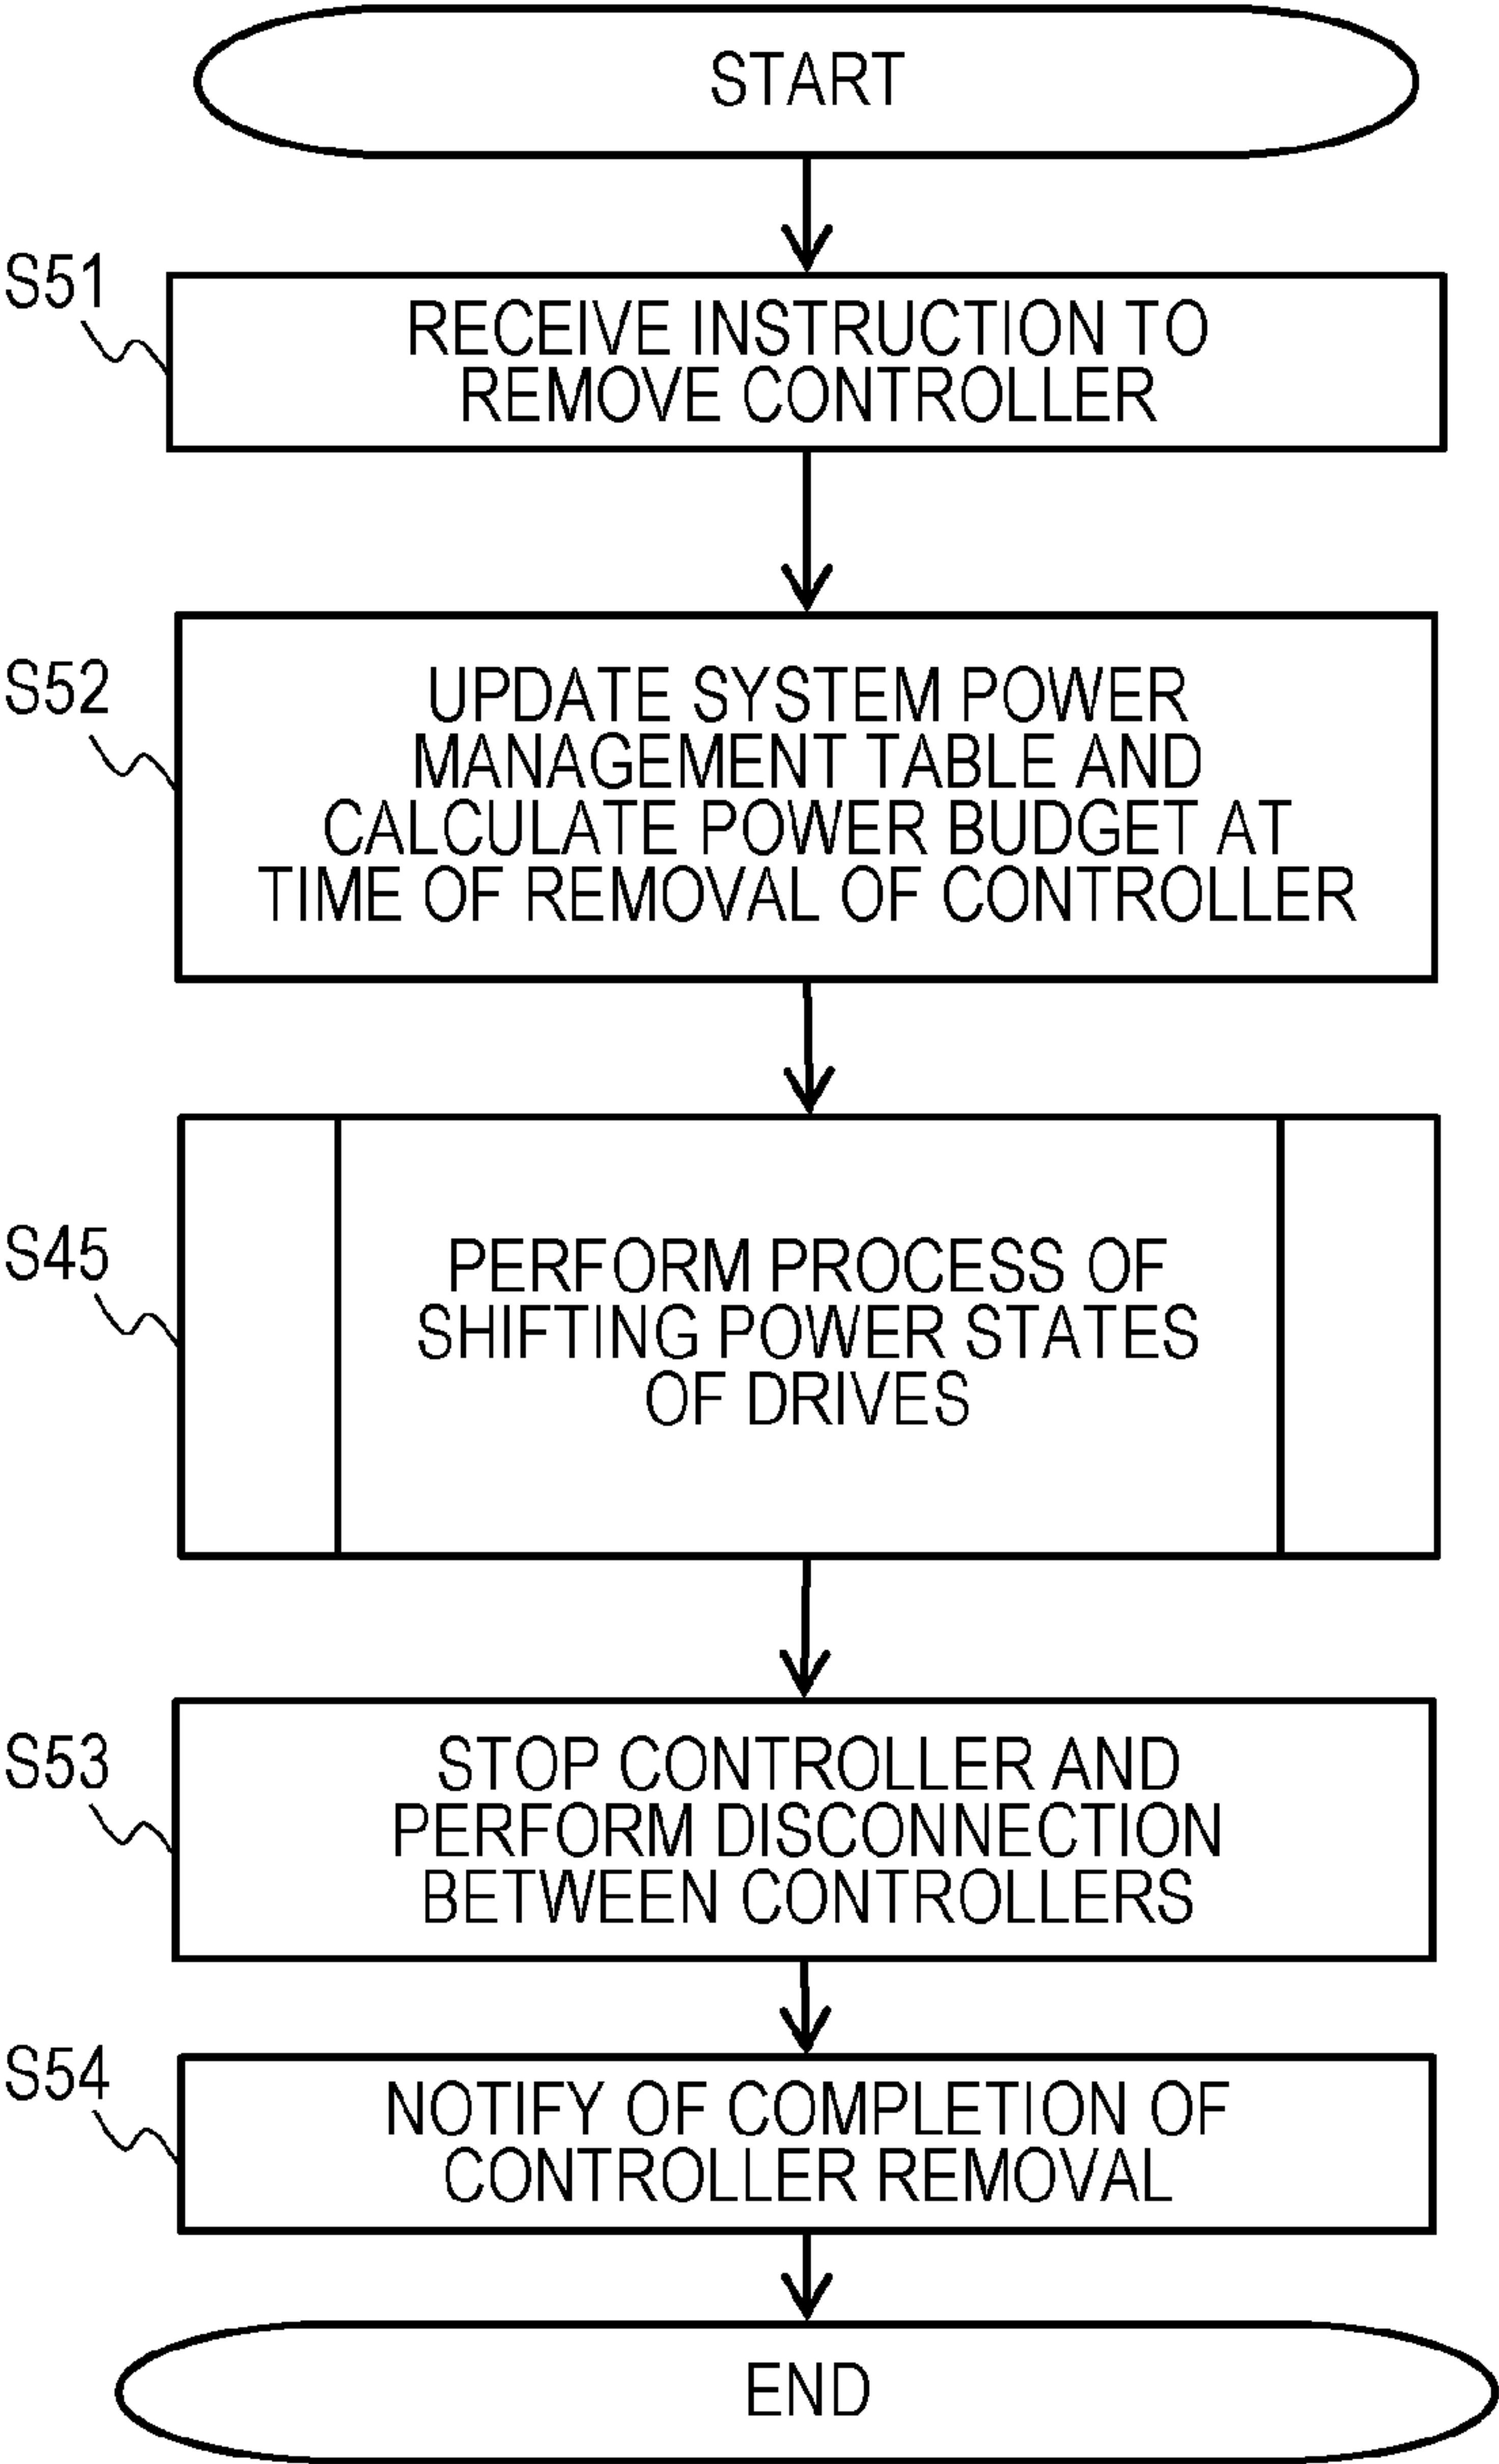 START
S51
RECEIVE INSTRUCTION TO
REMOVE CONTROLLER
S52
UPDATE SYSTEM POWER
MANAGEMENT TABLE AND
CALCULATE POWER BUDGET AT
TIME OF REMOVAL OF CONTROLLER
S45
PERFORM PROCESS OF
SHIFTING POWER STATES
OF DRIVES
S53
STOP CONTROLLER AND
PERFORM DISCONNECTION
BETWEEN CONTROLLERS
S54
NOTIFY OF COMPLETION OF
CONTROLLER REMOVAL
END